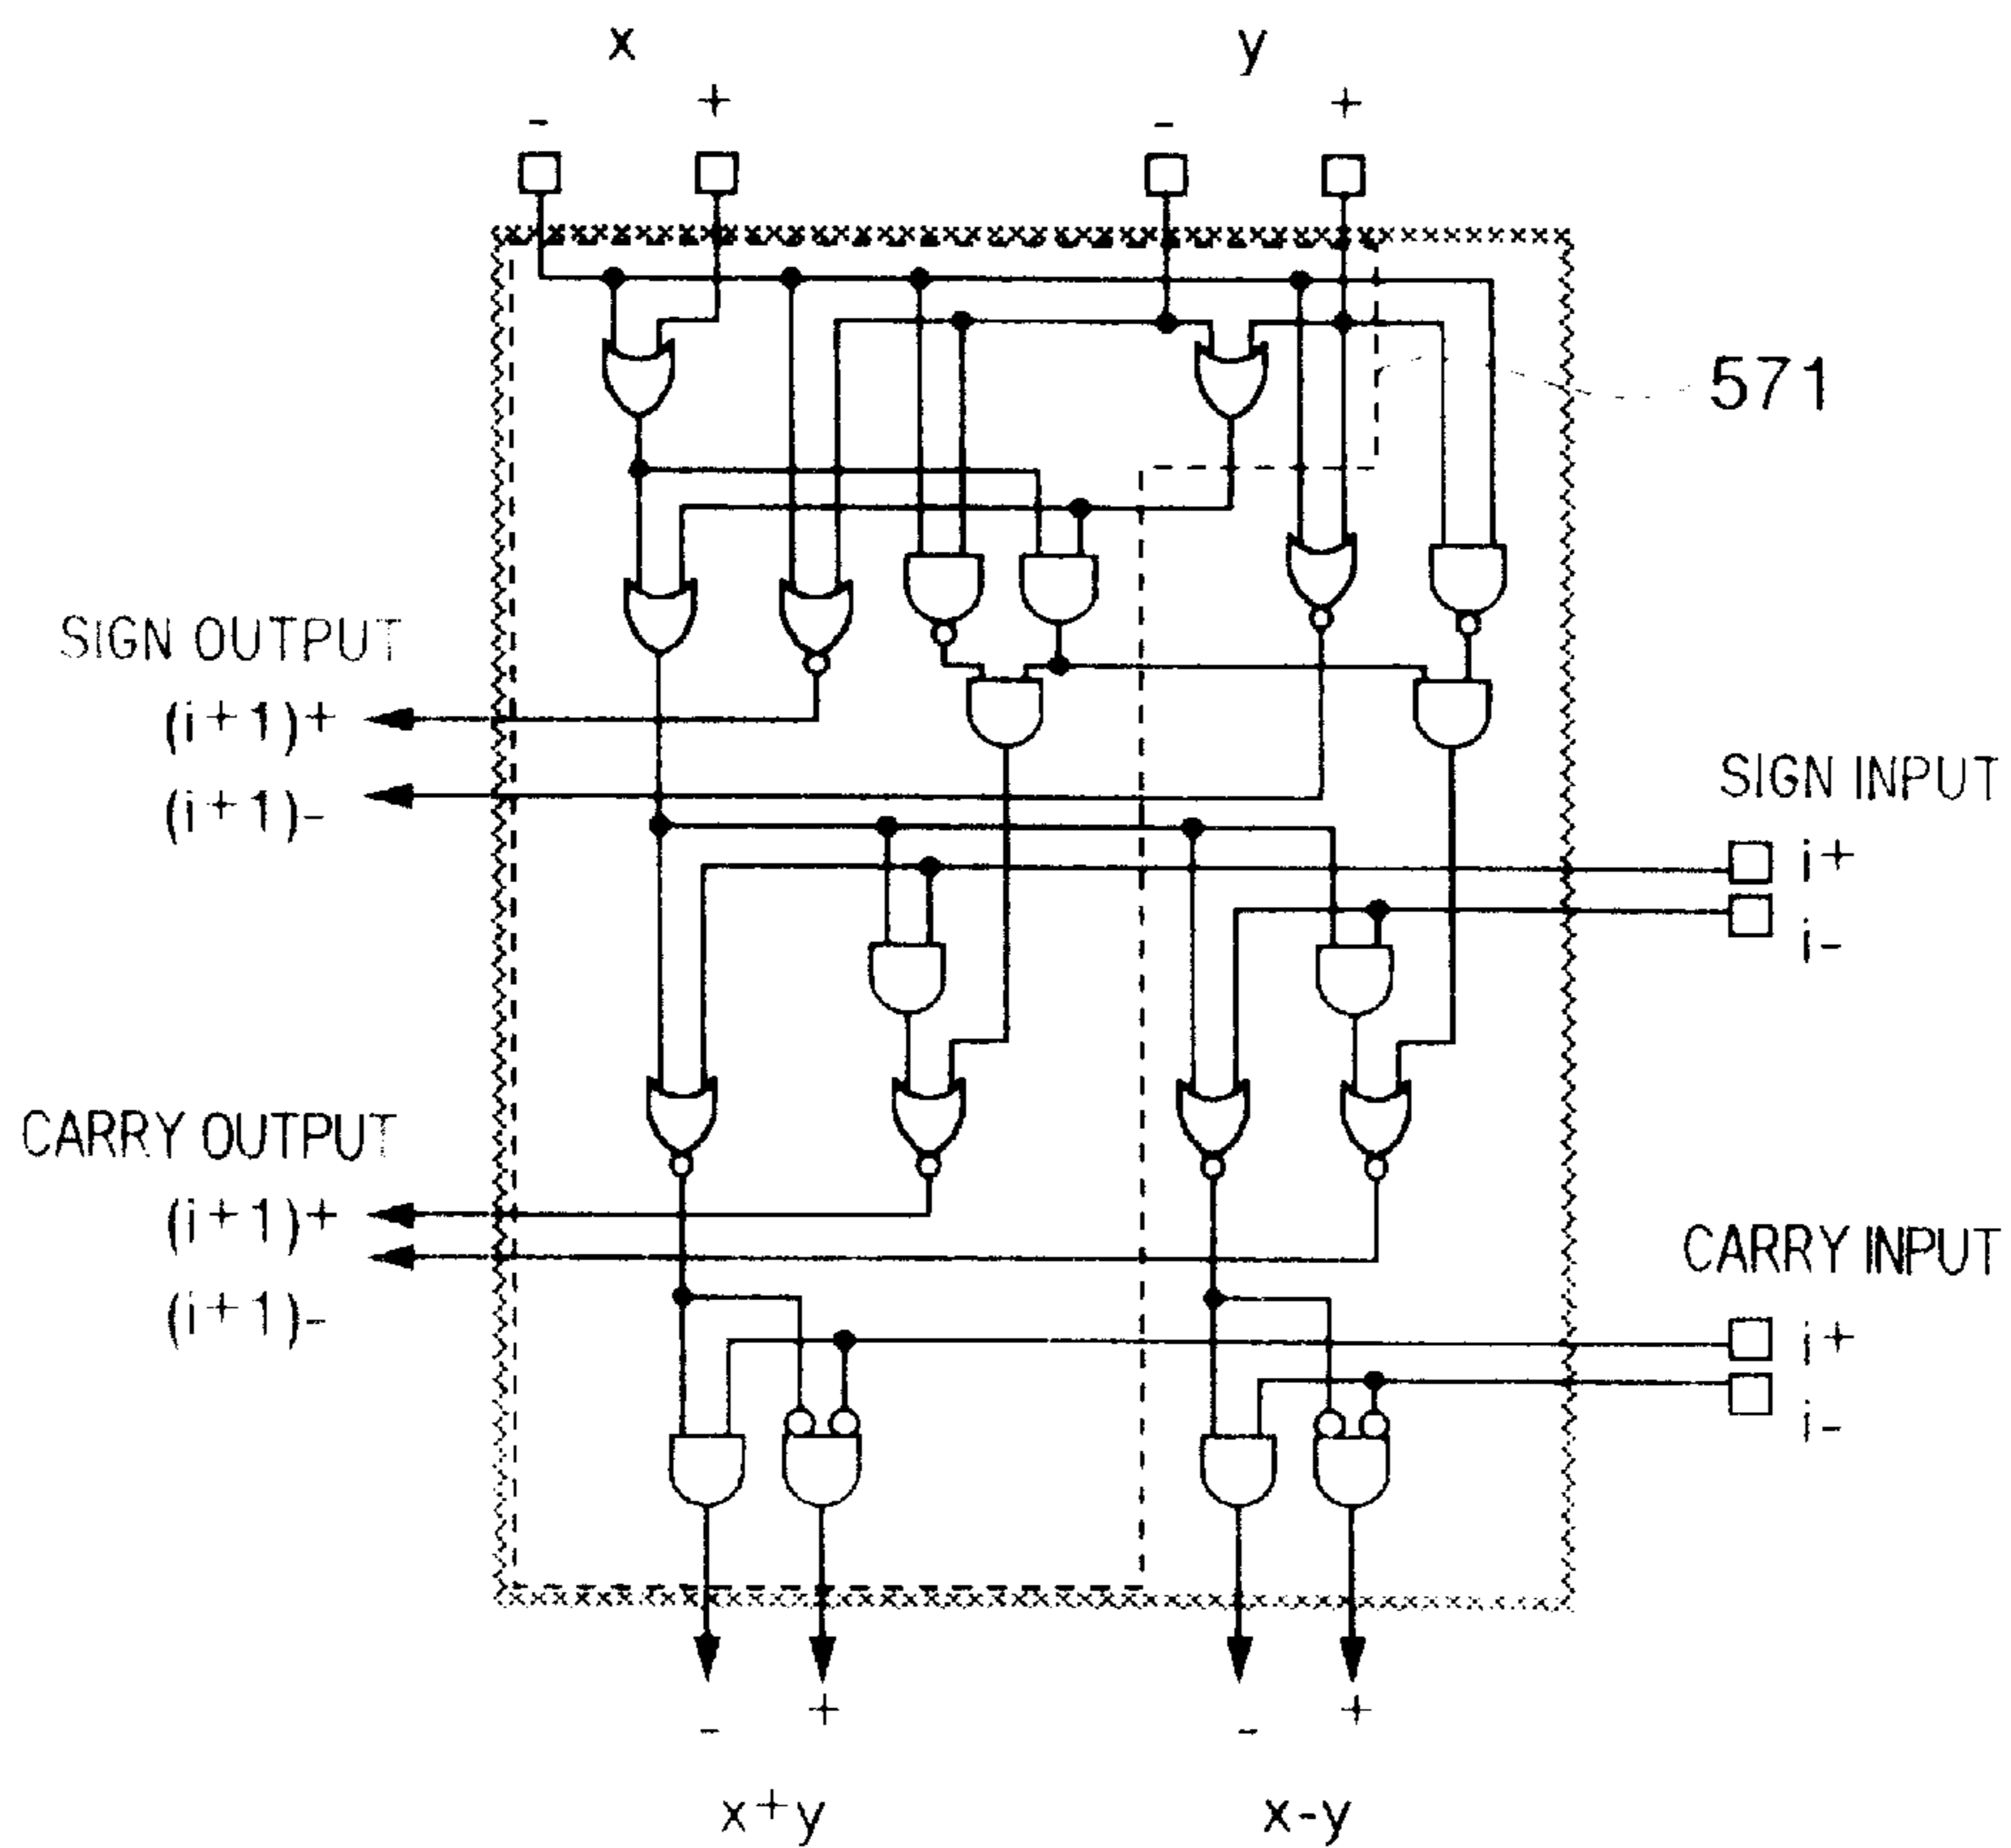 x y
- + - +
571
SIGN OUTPUT
(i+1)+
(i+1)-
SIGN INPUT
i+
i-
CARRY OUTPUT
(i+1)+
(i+1)-
CARRY INPUT
i+
i-
- + - +
x+y x-y